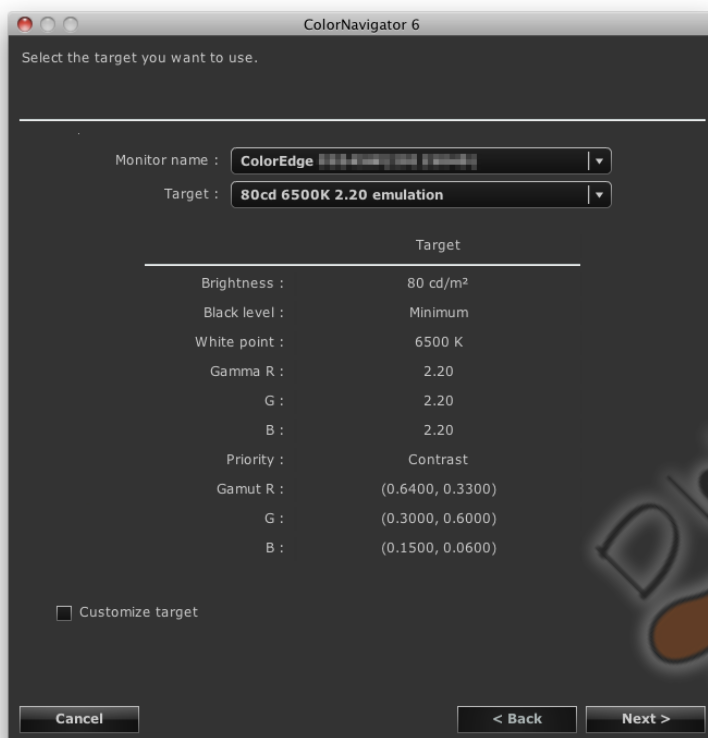 ColorNavigator 6
Select the target you want to use.
Monitor name : ColorEdge
Target : 80cd 6500K 2.20 emulation
Target
Brightness : 80 cd/m²
Black level : Minimum
White point : 6500 K
Gamma R : 2.20
G : 2.20
B : 2.20
Priority : Contrast
Gamut R : (0.6400, 0.3300)
G : (0.3000, 0.6000)
B : (0.1500, 0.0600)
Customize target
Cancel < Back Next >